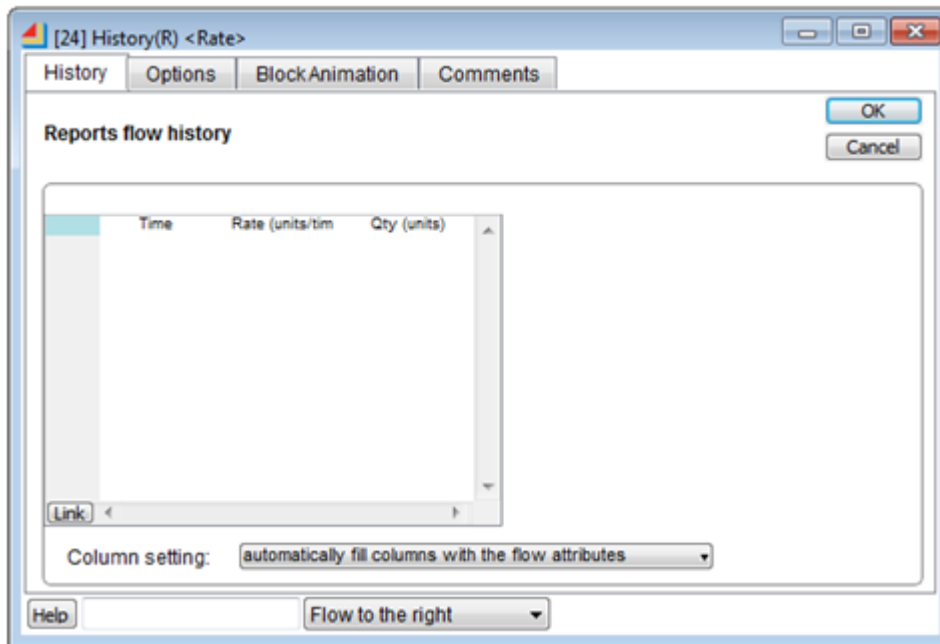 [24] History(R) <Rate>
History Options Block Animation Comments
OK
Reports flow history
Cancel
Time Rate (units/tim Qty (units)
Link
Column setting: automatically fill columns with the flow attributes
Help Flow to the right